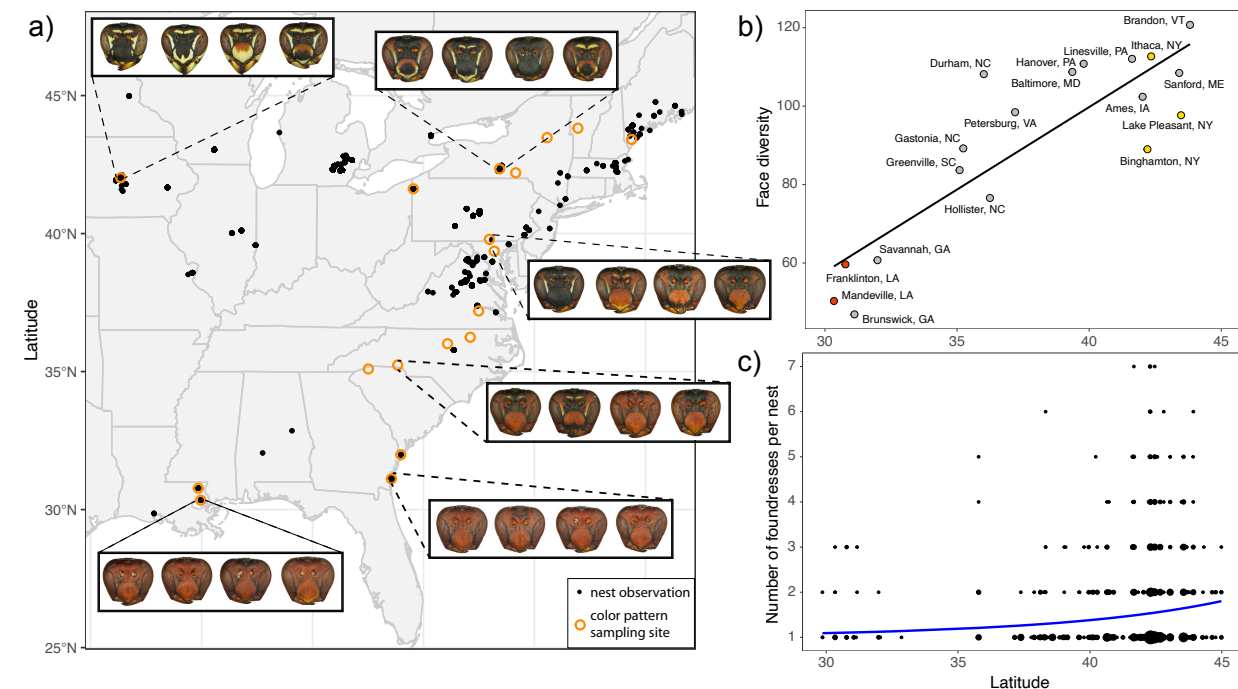 a)
45°N
40°N
35°N
30°N
25°N
Latitude
nest observation
color pattern
sampling site
b)
Face diversity
120
100
80
60
30
35
40
45
Brandon, VT
Linesville, PA
Ithaca, NY
Durham, NC
Hanover, PA
Baltimore, MD
Sanford, ME
Ames, IA
Petersburg, VA
Lake Pleasant, NY
Gastonia, NC
Greenville, SC
Binghamton, NY
Hollister, NC
Savannah, GA
Franklinton, LA
Mandeville, LA
Brunswick, GA
c)
Number of foundresses per nest
7
6
5
4
3
2
1
30
35
40
45
Latitude